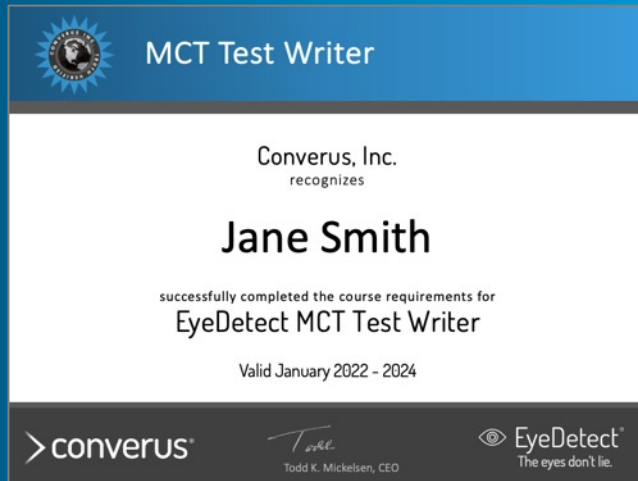 MCT Test Writer
Converus, Inc.
recognizes
Jane Smith
successfully completed the course requirements for
EyeDetect MCT Test Writer
Valid January 2022 - 2024
converus®
Todd K. Mickelsen, CEO
EyeDetect®
The eyes don't lie.